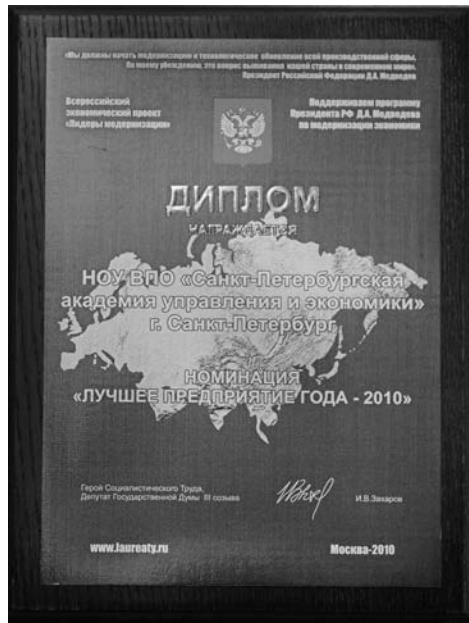 «Мы должны начать модернизацию и технологическое обновление всей производственной сферы.
По моему убеждению, это вопрос выживания нашей страны в современном мире».
Президент Российской Федерации Д.А. Медведев
Всероссийский
экономический проект
«Лидеры модернизации»
Поддерживаем программу
Президента РФ Д.А. Медведева
по модернизации экономики
ДИПЛОМ
НАГРАЖДАЕТСЯ
НОУ ВПО «Санкт-Петербургская
академия управления и экономики»
г. Санкт-Петербург
НОМИНАЦИЯ
«ЛУЧШЕЕ ПРЕДПРИЯТИЕ ГОДА - 2010»
Герой Социалистического Труда,
Депутат Государственной Думы III созыва
И.В.Захаров
www.laureaty.ru
Москва-2010